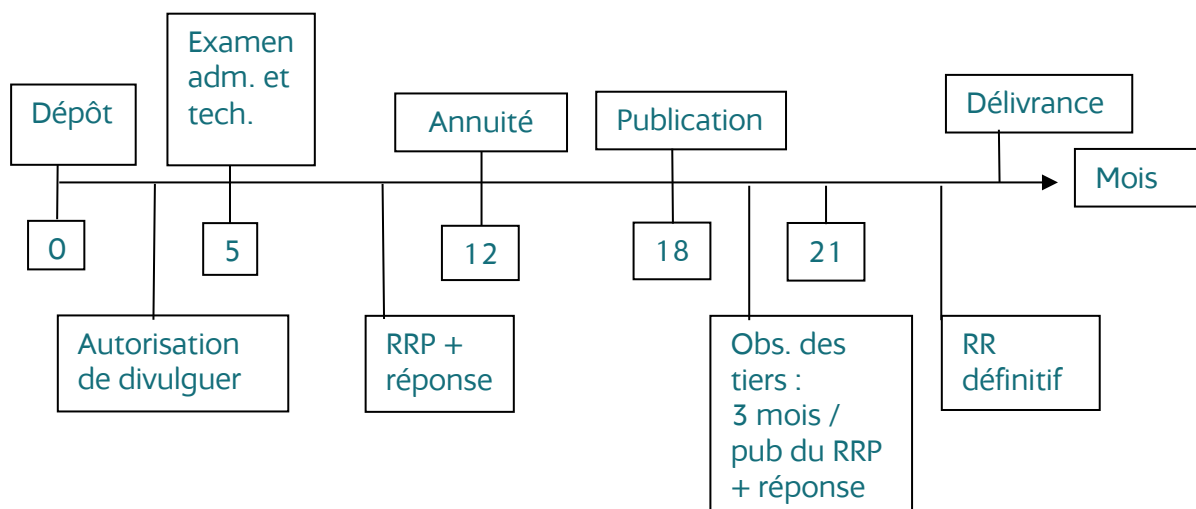 Examen
adm. et
tech.
Dépôt
Annuité
Publication
Délivrance
Mois
0
5
12
18
21
Autorisation
de divulguer
RRP +
réponse
Obs. des
tiers :
3 mois /
pub du RRP
+ réponse
RR
définitif